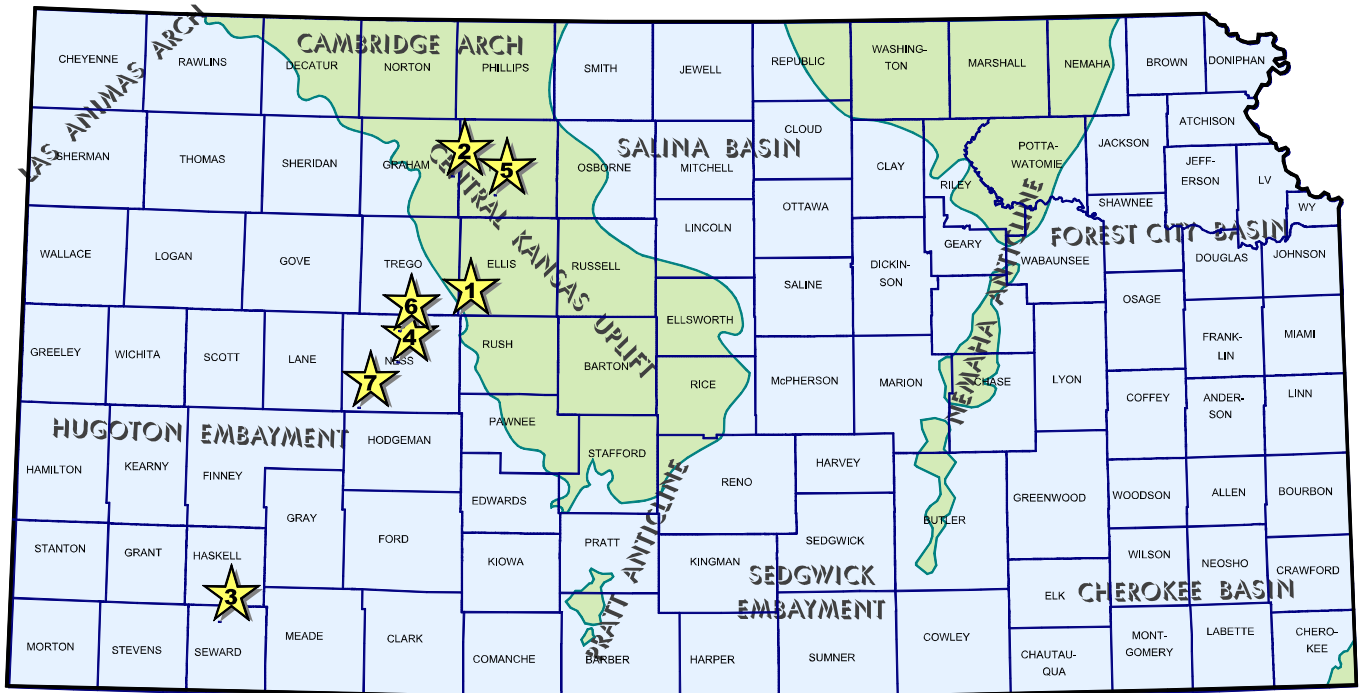 CHEYENNE
RAWLINS
DECATUR
NORTON
PHILLIPS
SMITH
JEWELL
REPUBLIC
WASHING-
TON
MARSHALL
NEMAHA
BROWN
DONIPHAN
LAS ANIMAS ARCH
CAMBRIDGE ARCH
SHERMAN
THOMAS
SHERIDAN
GRAHAM
2
5
OSBORNE
SALINA BASIN
MITCHELL
CLOUD
CLAY
RILEY
POTTA-
WATOMIE
JACKSON
ATCHISON
JEFF-
ERSON
LV
WY
CENTRAL KANSAS UPLIFT
WALLACE
LOGAN
GOVE
TREGO
ELLIS
RUSSELL
LINCOLN
OTTAWA
SALINE
DICKIN-
SON
GEARY
WABAUNSEE
SHAWNEE
FOREST CITY BASIN
DOUGLAS
JOHNSON
6
1
4
7
GREELEY
WICHITA
SCOTT
LANE
NESS
RUSH
BARTON
ELLSWORTH
RICE
McPHERSON
MARION
CHASE
NEMAHA ANTICLINE
LYON
OSAGE
FRANK-
LIN
MIAMI
COFFEY
ANDER-
SON
LINN
HUGOTON EMBAYMENT
HAMILTON
KEARNY
FINNEY
HODGEMAN
PAWNEE
STAFFORD
EDWARDS
RENO
HARVEY
BUTLER
GREENWOOD
WOODSON
ALLEN
BOURBON
STANTON
GRANT
HASKELL
GRAY
FORD
KIOWA
PRATT
PRATT ANTICLINE
KINGMAN
SEDGWICK
SEDGWICK
EMBAYMENT
ELK
WILSON
NEOSHO
CRAWFORD
CHEROKEE BASIN
3
MORTON
STEVENS
SEWARD
MEADE
CLARK
COMANCHE
BARBER
HARPER
SUMNER
COWLEY
CHAUTAU-
QUA
MONT-
GOMERY
LABETTE
CHERO-
KEE